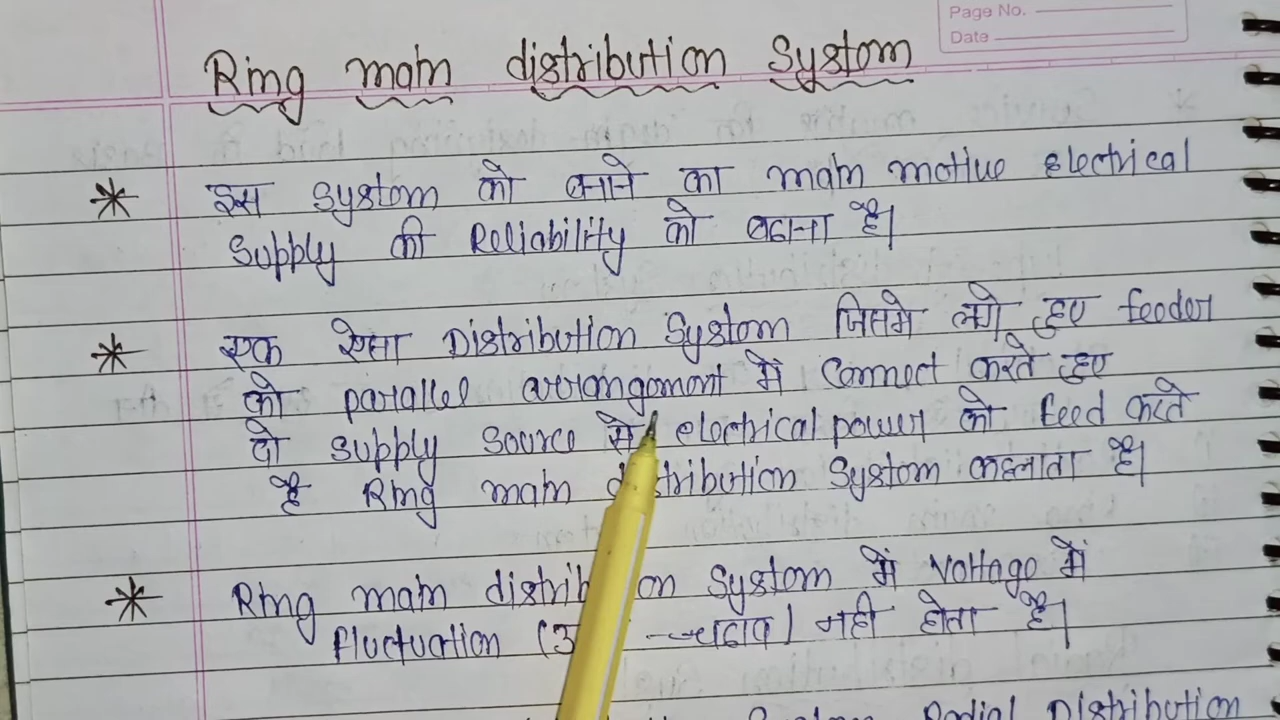 Page No.
Date
Ring main distribution System
* इस System को बनाने का main motive electrical
Supply की Reliability को बढाना है।
* एक ऐसा Distribution System जिसमे लगे हुए feeder
को parallel arrangement में Connect करते हुए
दो supply source से electrical power को feed करते
है Ring main distribution System कहलाता है।
* Ring main distrib on System में Voltage में
fluctuation ( चढाव) नही होता है।
Radial Distribution